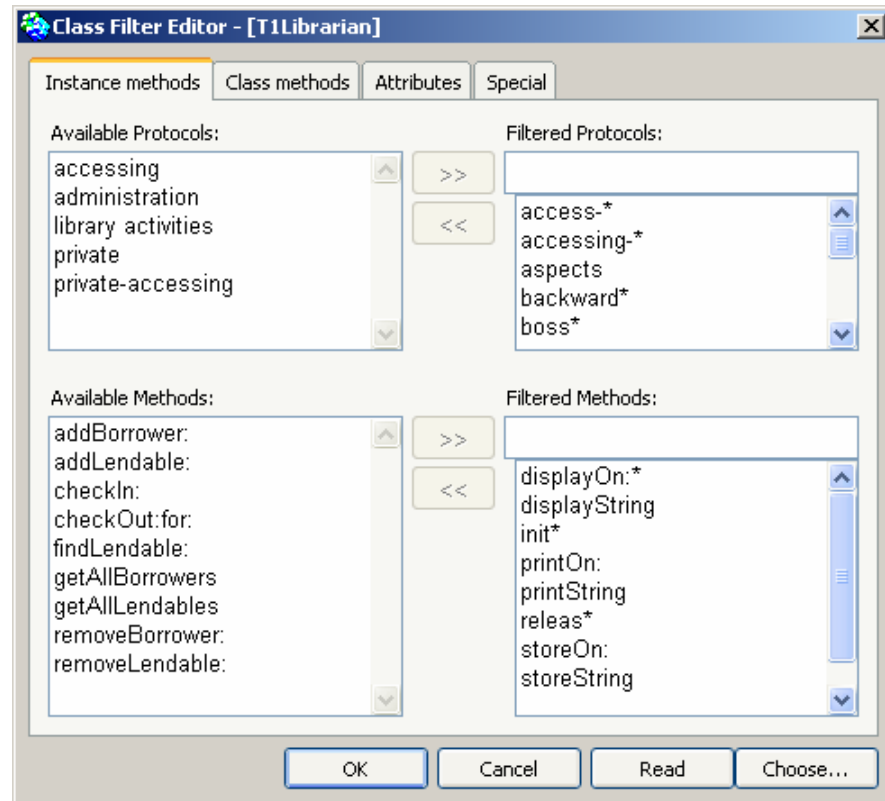 Class Filter Editor - [T1Librarian]
Instance methods
Class methods
Attributes
Special
Available Protocols:
accessing
administration
library activities
private
private-accessing
>>
<<
Filtered Protocols:
access-*
accessing-*
aspects
backward*
boss*
Available Methods:
addBorrower:
addLendable:
checkIn:
checkOut:for:
findLendable:
getAllBorrowers
getAllLendables
removeBorrower:
removeLendable:
>>
<<
Filtered Methods:
displayOn:*
displayString
init*
printOn:
printString
releas*
storeOn:
storeString
OK
Cancel
Read
Choose...